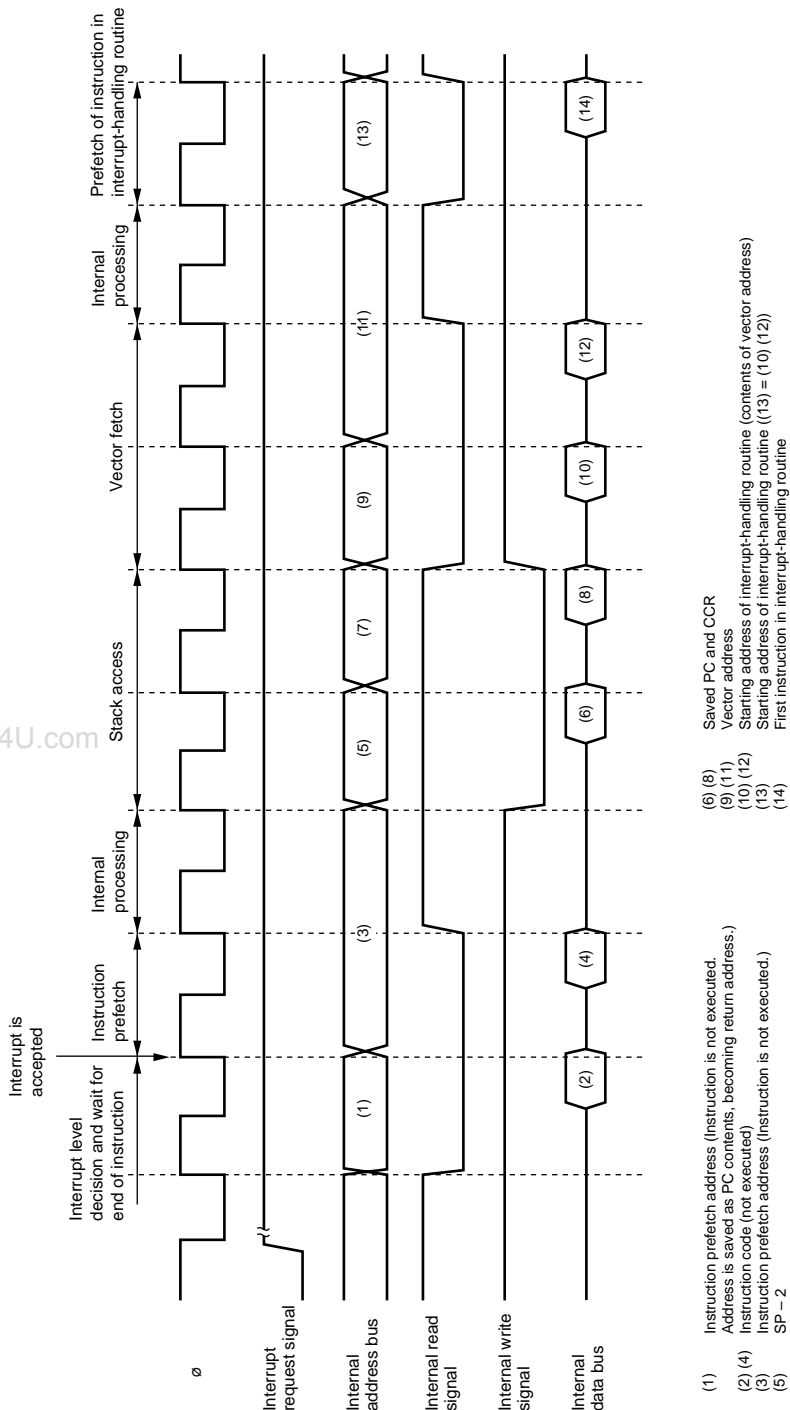 Interrupt is
accepted
Interrupt level
decision and wait for
end of instruction
Instruction
prefetch
Internal
processing
Stack access
Vector fetch
Internal
processing
Prefetch of instruction in
interrupt-handling routine
ø
Interrupt
request signal
Internal
address bus
(1)
(3)
(5)
(7)
(9)
(11)
(13)
Internal read
signal
Internal write
signal
Internal
data bus
(2)
(4)
(6)
(8)
(10)
(12)
(14)
4U.com
(1) Instruction prefetch address (Instruction is not executed.
Address is saved as PC contents, becoming return address.)
(2) (4) Instruction code (not executed)
(3) Instruction prefetch address (Instruction is not executed.)
(5) SP – 2
(6) (8) Saved PC and CCR
(9) (11) Vector address
(10) (12) Starting address of interrupt-handling routine (contents of vector address)
(13) Starting address of interrupt-handling routine ((13) = (10) (12))
(14) First instruction in interrupt-handling routine